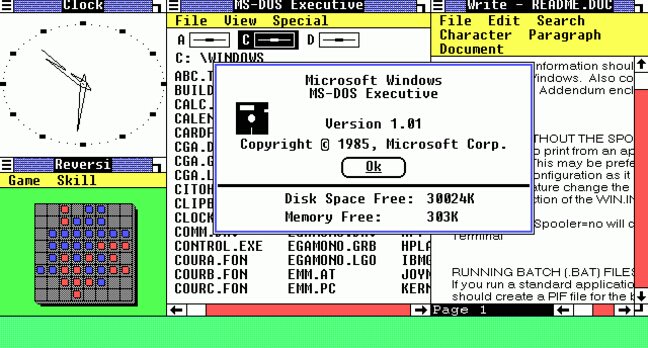 Clock
MS-DOS Executive
Write - README.DOC
File View Special
File Edit Search
Character Paragraph
Document
A
C
D
C: \WINDOWS
ABC.T
BUILD
CALC.
CALEN
CARDF
CGA.D
CGA.G
CGA.L
CITOH
CLIPB
CLOCK
CONTROL.EXE EGAMONO.GRB HPLA
COURA.FON EGAMONO.LGO IBMG
COURB.FON EMM.AT JOYM
COURC.FON EMM.PC KERN
Microsoft Windows
MS-DOS Executive
Version 1.01
Copyright © 1985, Microsoft Corp.
Ok
Disk Space Free: 30024K
Memory Free: 303K
Reversi
Game Skill
nformation shoul
indows. Also co
Addendum encl
THOUT THE SPO
o print from an ap
This may be prefe
onfiguration as it
ature change the
ction of the WIN.IN
Spooler=no will c
Terminal
RUNNING BATCH (.BAT) FILES
If you run a standard application
should create a PIF file for the b
Page 1